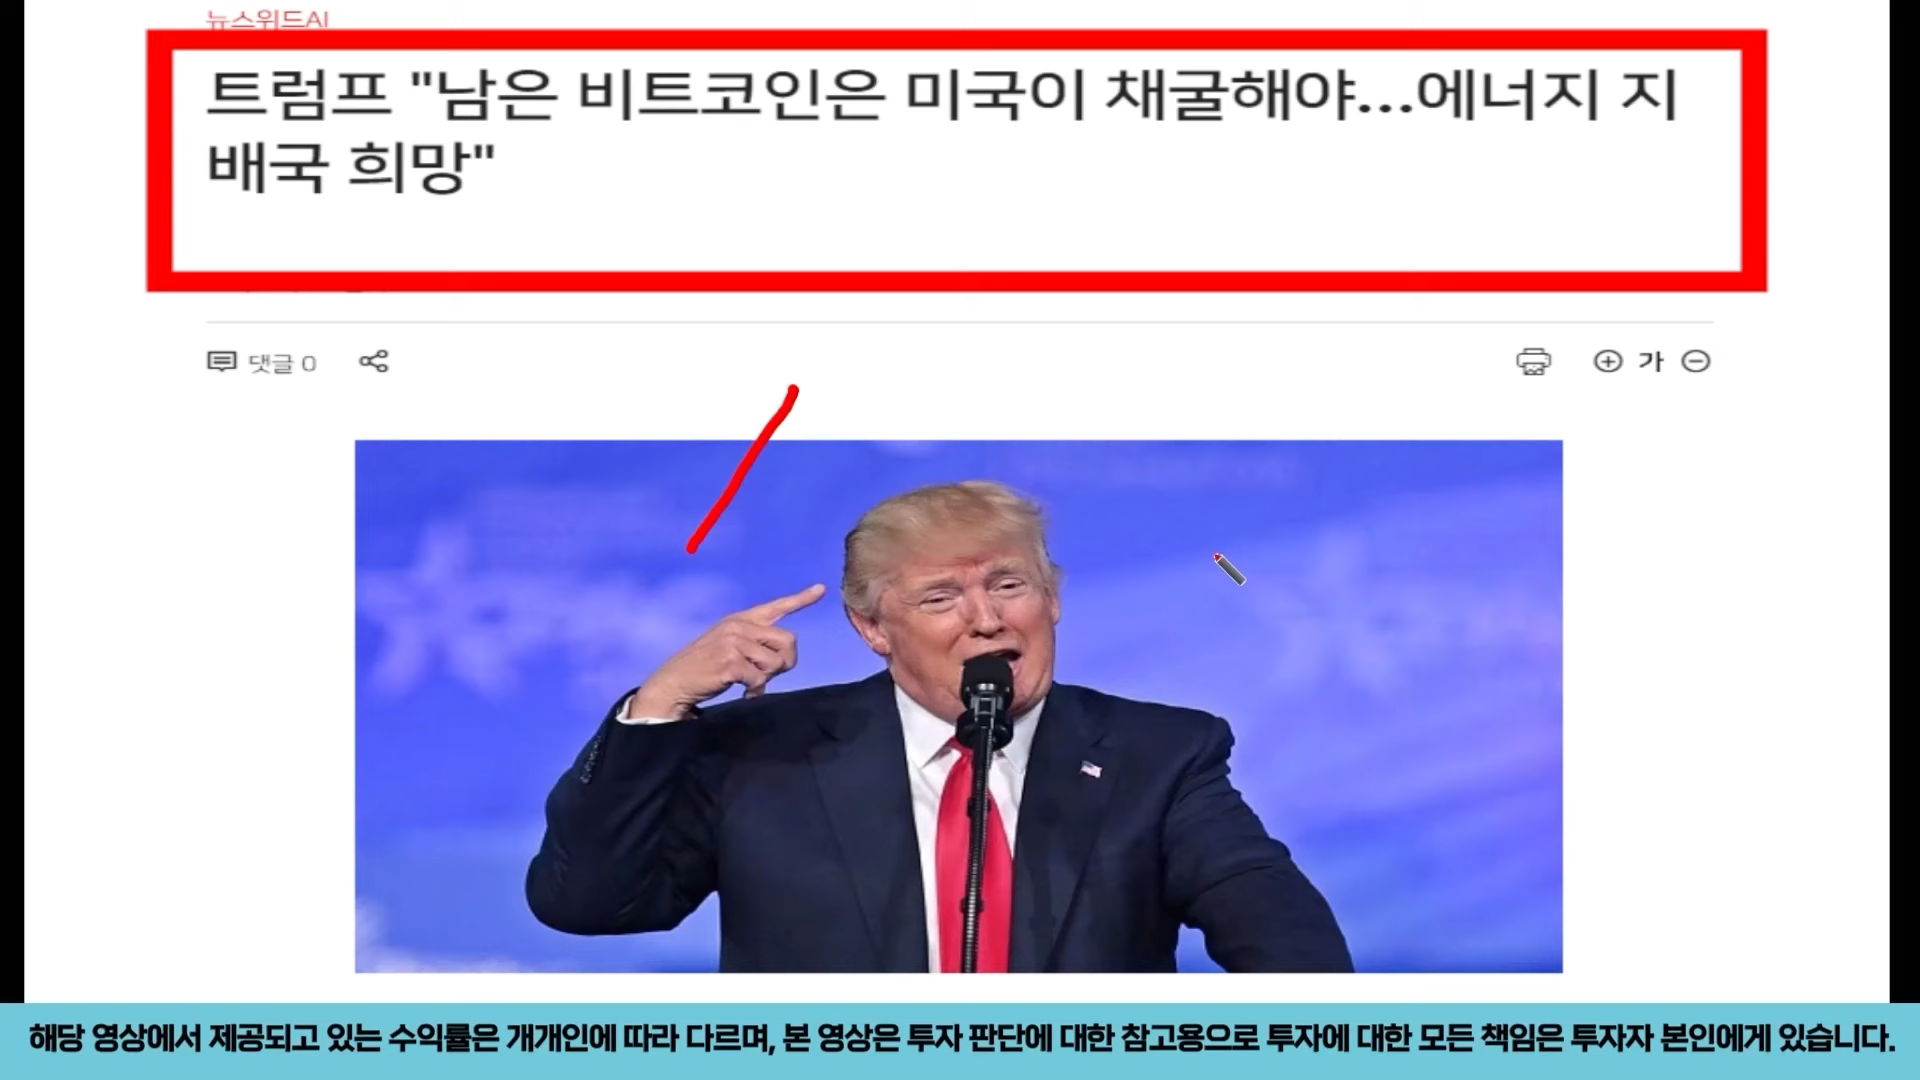 뉴스위드AI
트럼프 "남은 비트코인은 미국이 채굴해야...에너지 지
배국 희망"
댓글 0
가
해당 영상에서 제공되고 있는 수익률은 개개인에 따라 다르며, 본 영상은 투자 판단에 대한 참고용으로 투자에 대한 모든 책임은 투자자 본인에게 있습니다.